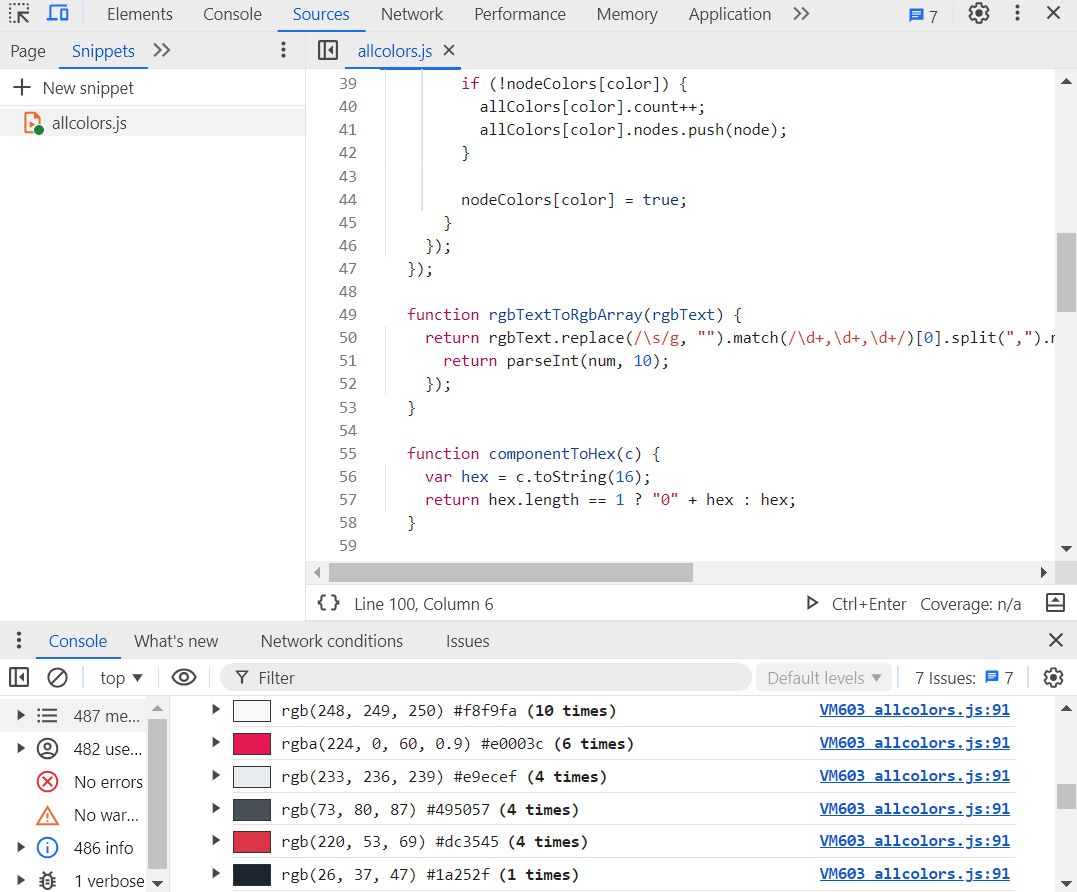 Elements Console Sources Network Performance Memory Application 7
Page Snippets allcolors.js
New snippet
allcolors.js
39 if (!nodeColors[color]) {
40 allColors[color].count++;
41 allColors[color].nodes.push(node);
42 }
43
44 nodeColors[color] = true;
45 }
46 });
47 });
48
49 function rgbTextToRgbArray(rgbText) {
50 return rgbText.replace(/\s/g, "").match(/\d+,\d+,\d+/)[0].split(",").
51 return parseInt(num, 10);
52 });
53 }
54
55 function componentToHex(c) {
56 var hex = c.toString(16);
57 return hex.length == 1 ? "0" + hex : hex;
58 }
59
{} Line 100, Column 6 Ctrl+Enter Coverage: n/a
Console What's new Network conditions Issues
top Filter Default levels 7 Issues: 7
487 me...
482 use...
No errors
No war...
486 info
1 verbose
rgb(248, 249, 250) #f8f9fa (10 times) VM603 allcolors.js:91
rgba(224, 0, 60, 0.9) #e0003c (6 times) VM603 allcolors.js:91
rgb(233, 236, 239) #e9ecef (4 times) VM603 allcolors.js:91
rgb(73, 80, 87) #495057 (4 times) VM603 allcolors.js:91
rgb(220, 53, 69) #dc3545 (4 times) VM603 allcolors.js:91
rgb(26, 37, 47) #1a252f (1 times) VM603 allcolors.js:91